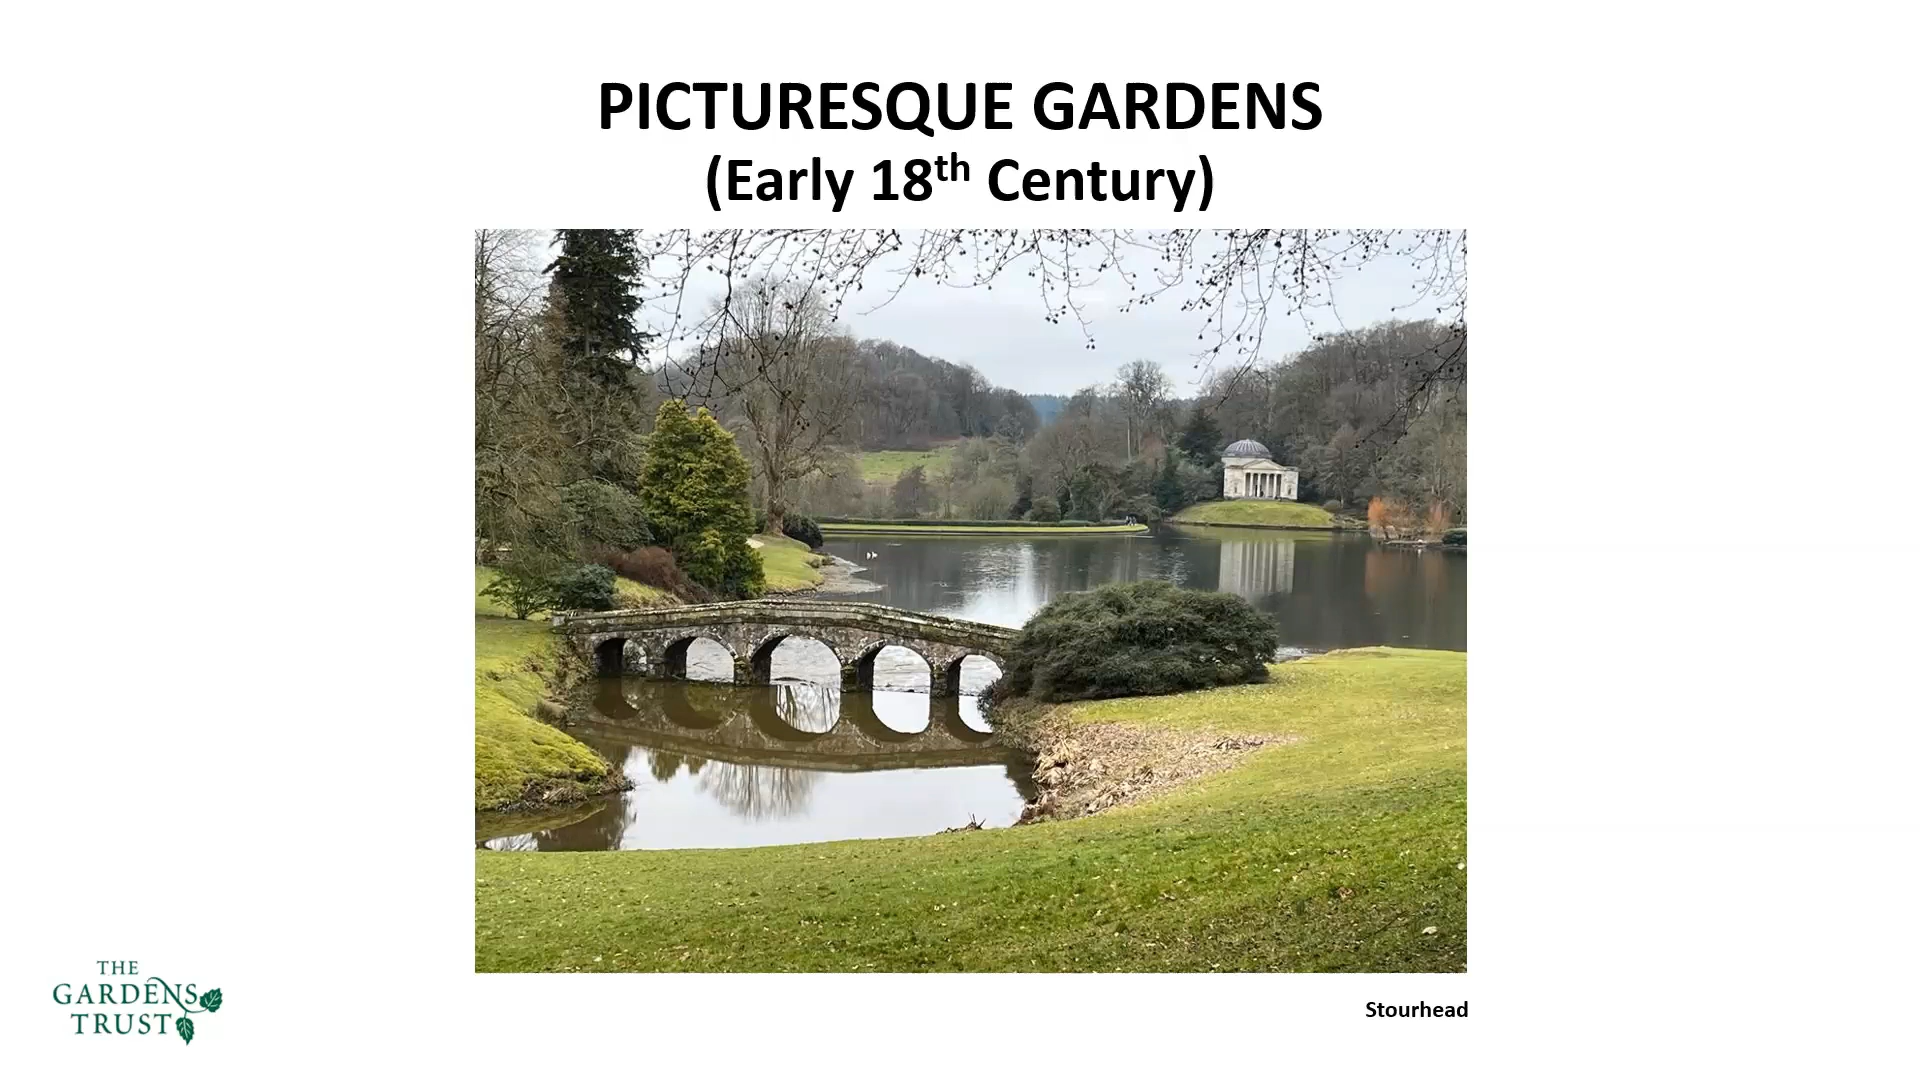 PICTURESQUE GARDENS
(Early 18th Century)
Stourhead
THE
GARDENS
TRUST